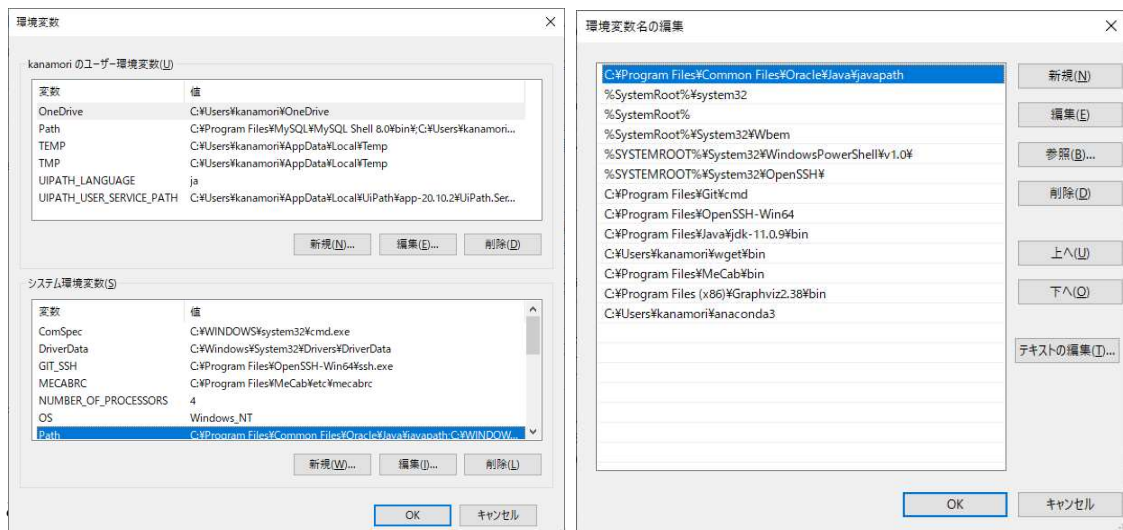 環境変数
kanamori のユーザー環境変数(U)
変数 値
OneDrive C:¥Users¥kanamori¥OneDrive
Path C:¥Program Files¥MySQL¥MySQL Shell 8.0¥bin¥;C:¥Users¥kanamori...
TEMP C:¥Users¥kanamori¥AppData¥Local¥Temp
TMP C:¥Users¥kanamori¥AppData¥Local¥Temp
UIPATH_LANGUAGE ja
UIPATH_USER_SERVICE_PATH C:¥Users¥kanamori¥AppData¥Local¥UiPath¥app-20.10.2¥UiPath.Ser...
新規(N)... 編集(E)... 削除(D)
システム環境変数(S)
変数 値
ComSpec C:¥WINDOWS¥system32¥cmd.exe
DriverData C:¥Windows¥System32¥Drivers¥DriverData
GIT_SSH C:¥Program Files¥OpenSSH-Win64¥ssh.exe
MECABRC C:¥Program Files¥MeCab¥etc¥mecabrc
NUMBER_OF_PROCESSORS 4
OS Windows_NT
Path C:¥Program Files¥Common Files¥Oracle¥Java¥javapath;C:¥WINDOW...
新規(W)... 編集(I)... 削除(L)
OK キャンセル
環境変数名の編集
C:¥Program Files¥Common Files¥Oracle¥Java¥javapath
%SystemRoot%¥system32
%SystemRoot%
%SystemRoot%¥System32¥Wbem
%SYSTEMROOT%¥System32¥WindowsPowerShell¥v1.0¥
%SYSTEMROOT%¥System32¥OpenSSH¥
C:¥Program Files¥Git¥cmd
C:¥Program Files¥OpenSSH-Win64
C:¥Program Files¥Java¥jdk-11.0.9¥bin
C:¥Users¥kanamori¥wget¥bin
C:¥Program Files¥MeCab¥bin
C:¥Program Files (x86)¥Graphviz2.38¥bin
C:¥Users¥kanamori¥anaconda3
新規(N)
編集(E)
参照(B)...
削除(D)
上へ(U)
下へ(O)
テキストの編集(T)...
OK キャンセル